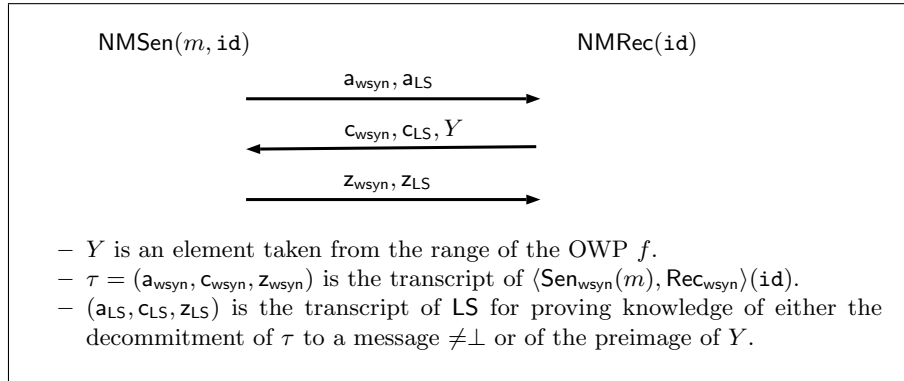 NMSen(m, id) NMRec(id)
a_wsyn, a_LS
c_wsyn, c_LS, Y
z_wsyn, z_LS
– Y is an element taken from the range of the OWP f.
– τ = (a_wsyn, c_wsyn, z_wsyn) is the transcript of ⟨Sen_wsyn(m), Rec_wsyn⟩(id).
– (a_LS, c_LS, z_LS) is the transcript of LS for proving knowledge of either the
decommitment of τ to a message ≠⊥ or of the preimage of Y.